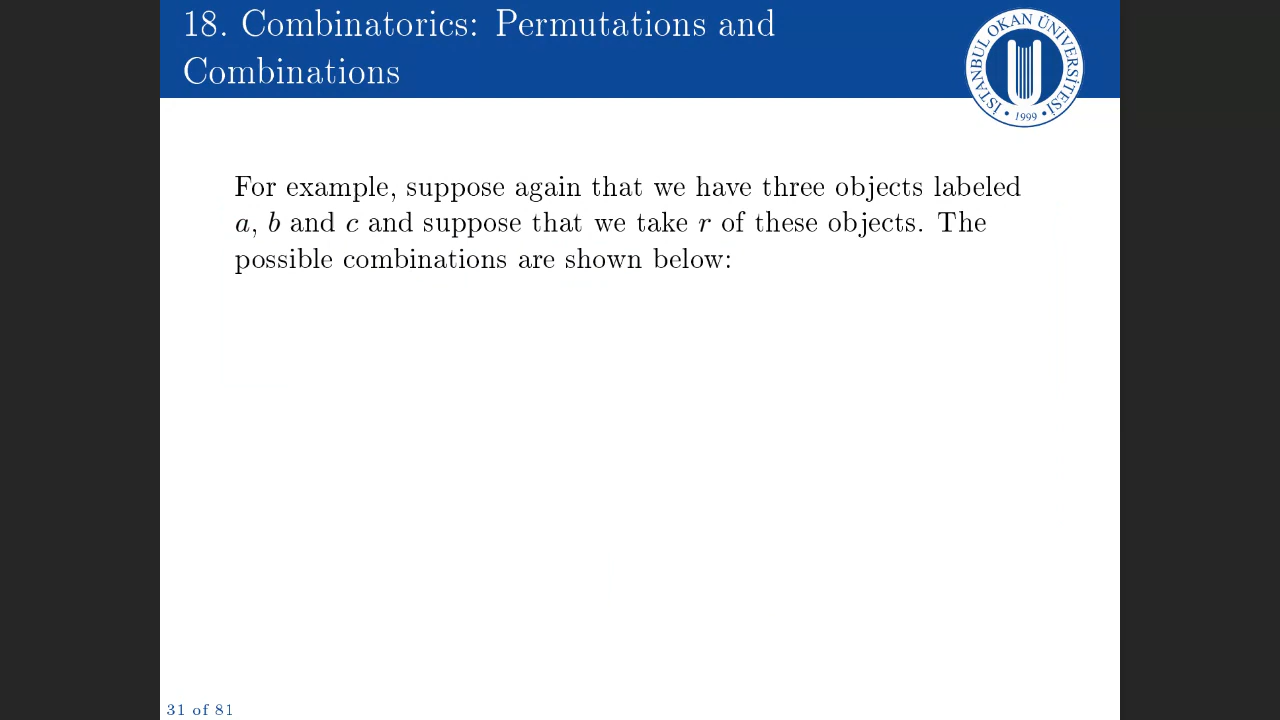 18. Combinatorics: Permutations and
Combinations
İSTANBUL OKAN ÜNİVERSİTESİ
• 1999 •
For example, suppose again that we have three objects labeled
a, b and c and suppose that we take r of these objects. The
possible combinations are shown below:
31 of 81